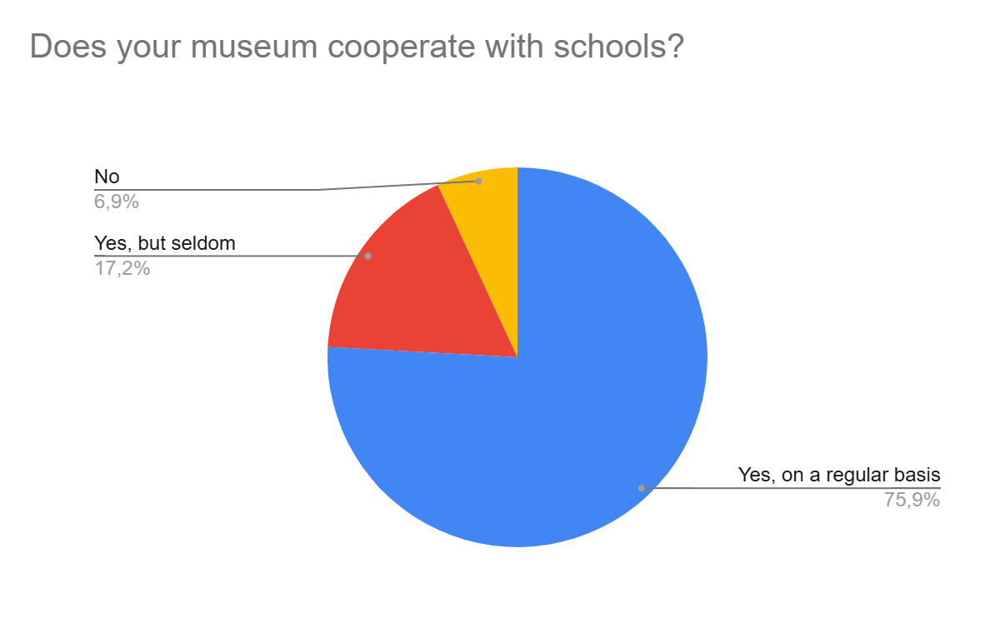 Does your museum cooperate with schools?
No
6,9%
Yes, but seldom
17,2%
Yes, on a regular basis
75,9%